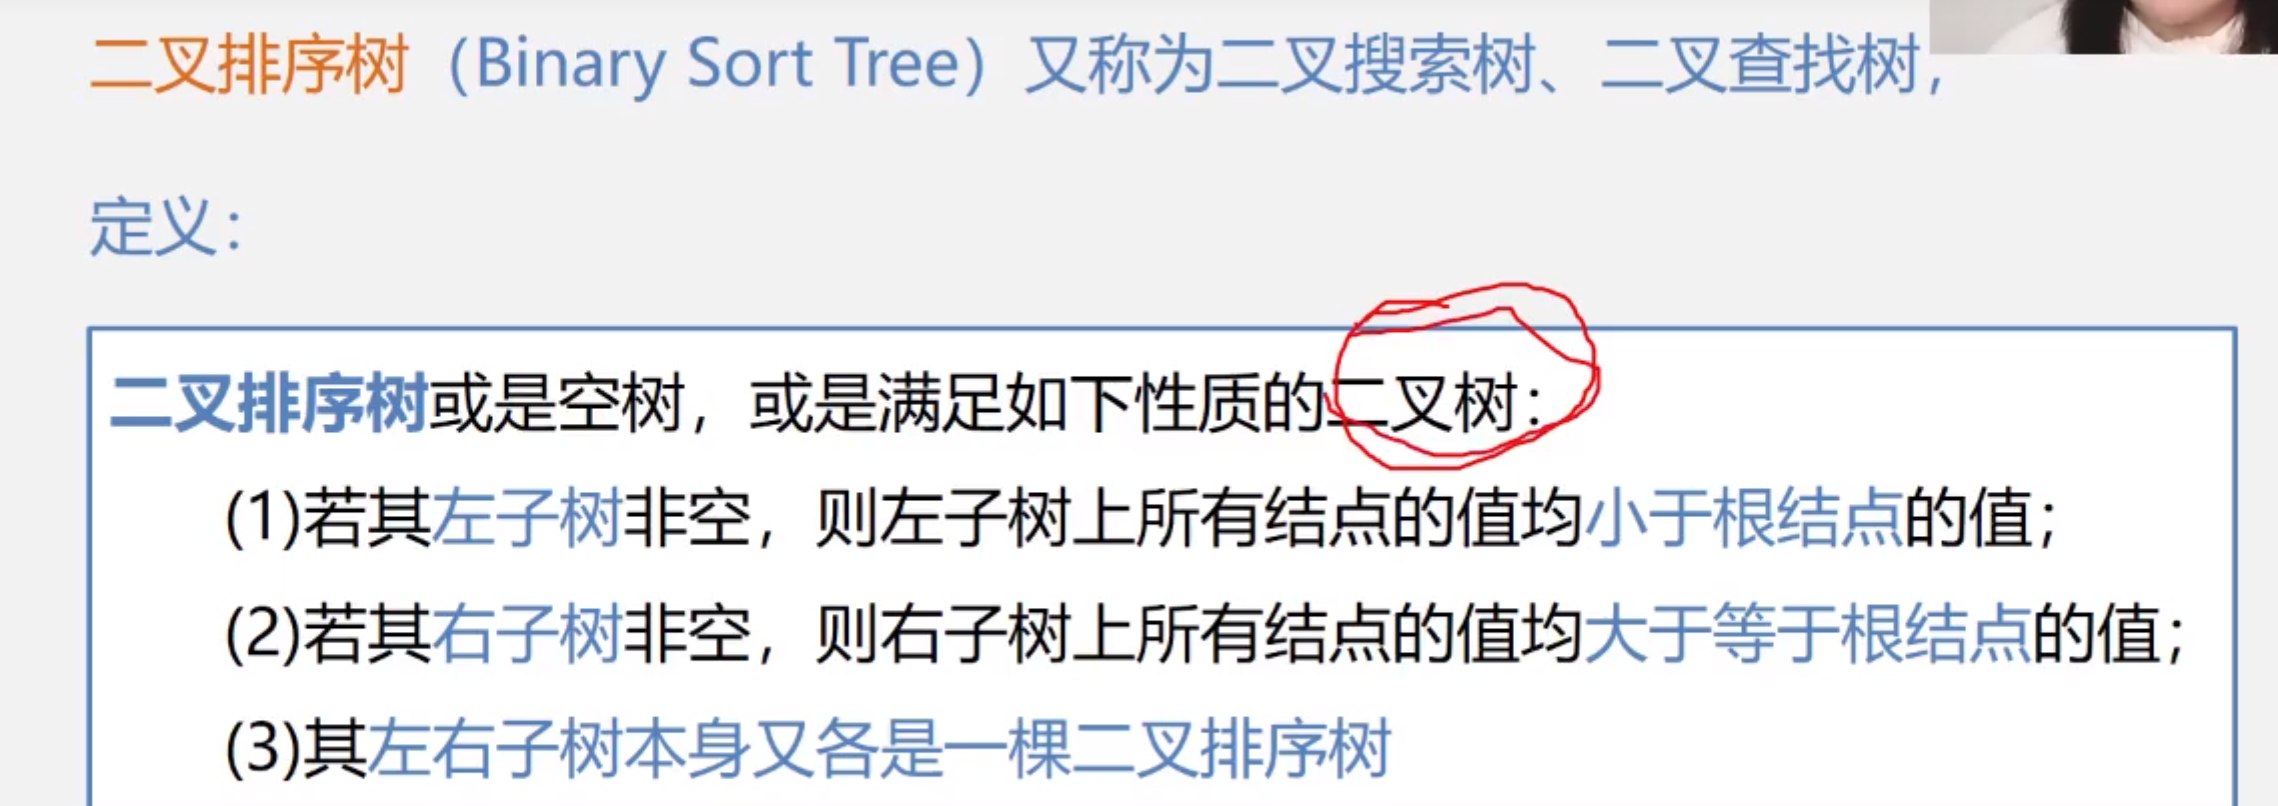 二叉排序树（Binary Sort Tree）又称为二叉搜索树、二叉查找树，
定义：
二叉排序树或是空树，或是满足如下性质的二叉树：
(1)若其左子树非空，则左子树上所有结点的值均小于根结点的值；
(2)若其右子树非空，则右子树上所有结点的值均大于等于根结点的值；
(3)其左右子树本身又各是一棵二叉排序树